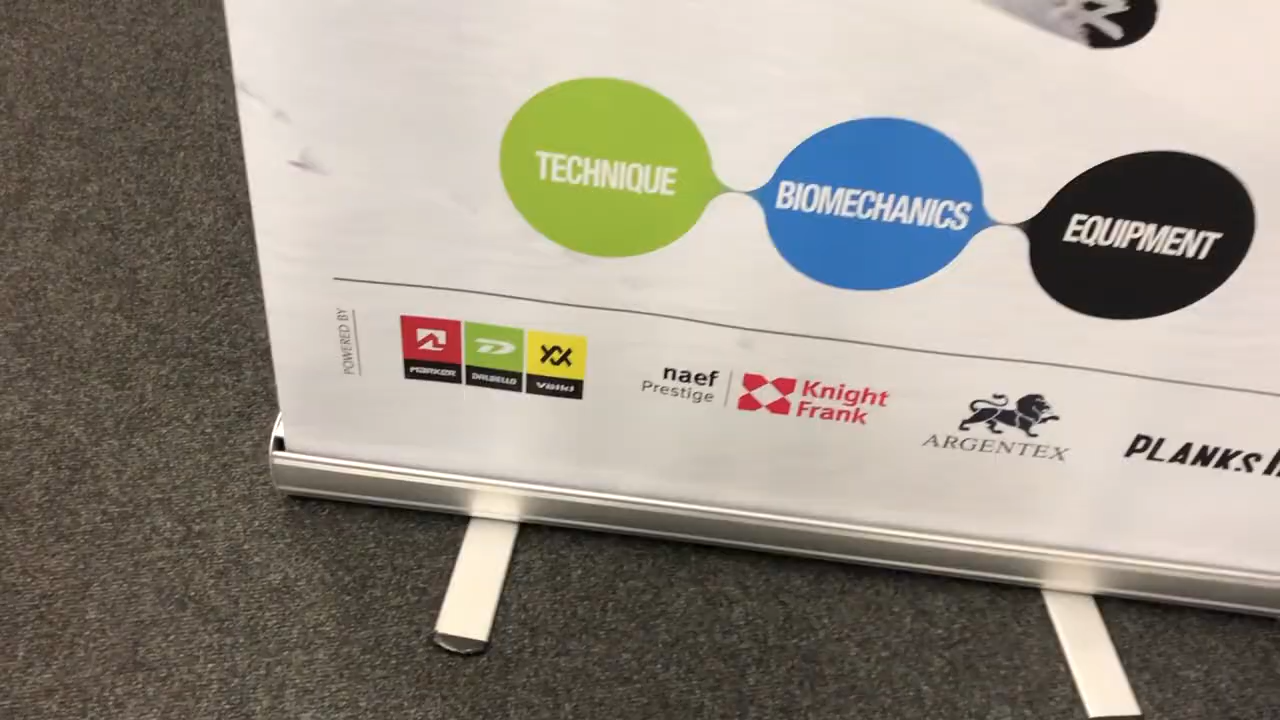 TECHNIQUE
BIOMECHANICS
EQUIPMENT
POWERED BY
MARKER
DALBELLO
Völkl
naef
Prestige
Knight
Frank
ARGENTEX
PLANKS